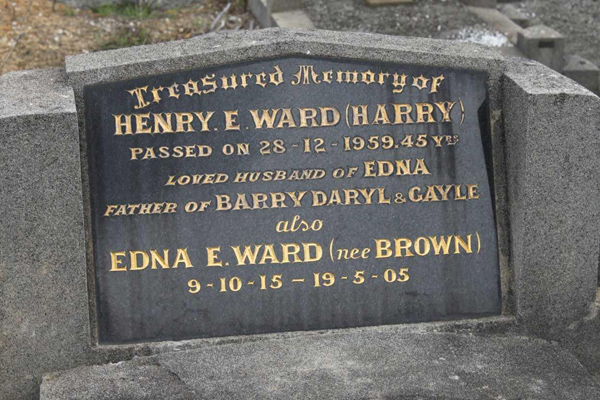 Treasured Memory of
HENRY. E. WARD (HARRY)
PASSED ON 28-12-1959. 45 YRS
LOVED HUSBAND OF EDNA
FATHER OF BARRY DARYL & GAYLE
also
EDNA E. WARD (nee BROWN)
9-10-15 – 19-5-05